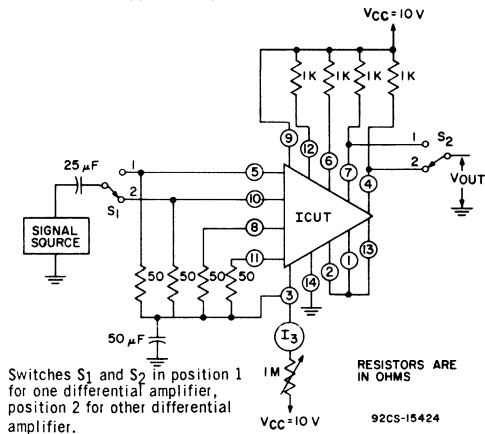 VCC= 10 V
1 K
1 K
1 K
1K
9
12
6
7
4
1
S2
2
VOUT
25 µF
1
2
S1
5
10
8
11
ICUT
13
1
2
14
3
SIGNAL
SOURCE
50
50
50
50
50 µF
I3
1M
VCC= 10 V
RESISTORS ARE
IN OHMS
Switches S1 and S2 in position 1
for one differential amplifier,
position 2 for other differential
amplifier.
92CS-15424